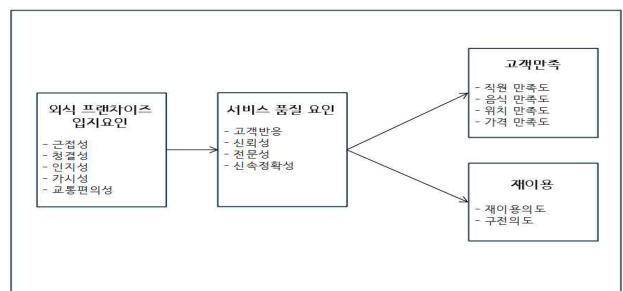 외식 프랜차이즈
입지요인
- 근접성
- 청결성
- 인지성
- 가시성
- 교통편의성
서비스 품질 요인
- 고객반응
- 신뢰성
- 전문성
- 신속정확성
고객만족
- 직원 만족도
- 음식 만족도
- 위치 만족도
- 가격 만족도
재이용
- 재이용의도
- 구전의도